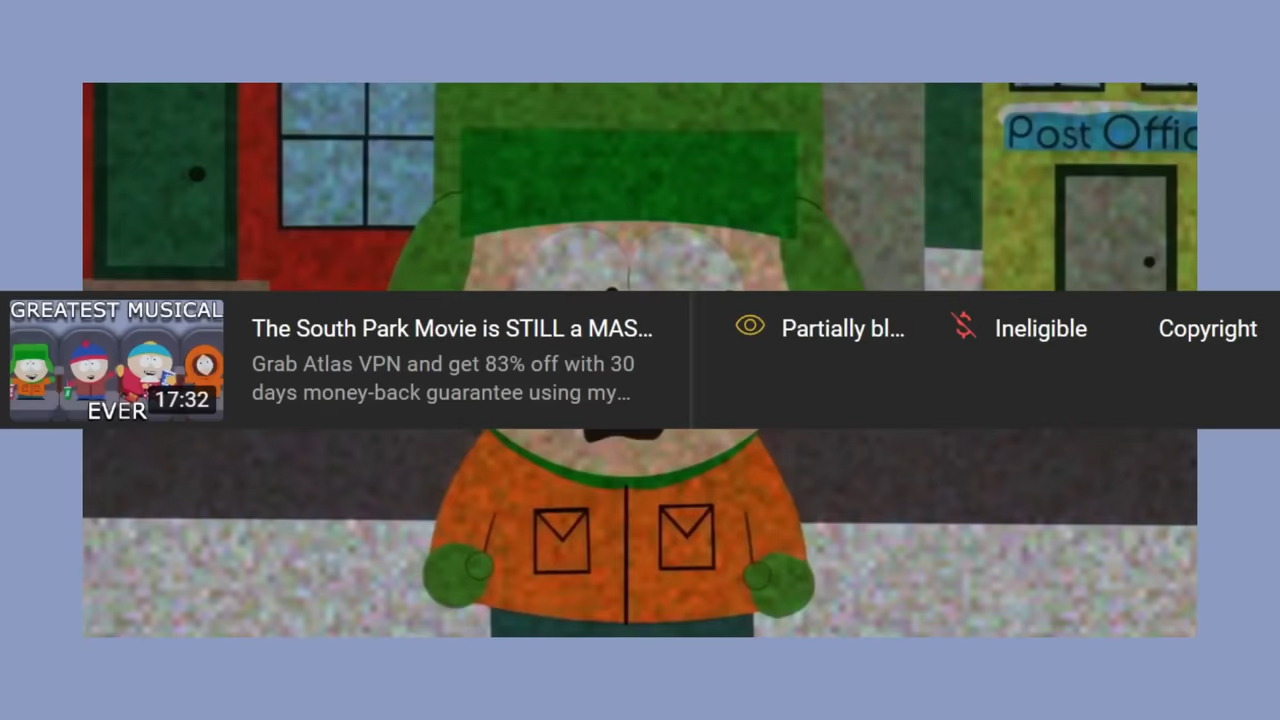 Post Offic
GREATEST MUSICAL
EVER
17:32
The South Park Movie is STILL a MAS...
Grab Atlas VPN and get 83% off with 30
days money-back guarantee using my...
Partially bl...
Ineligible
Copyright